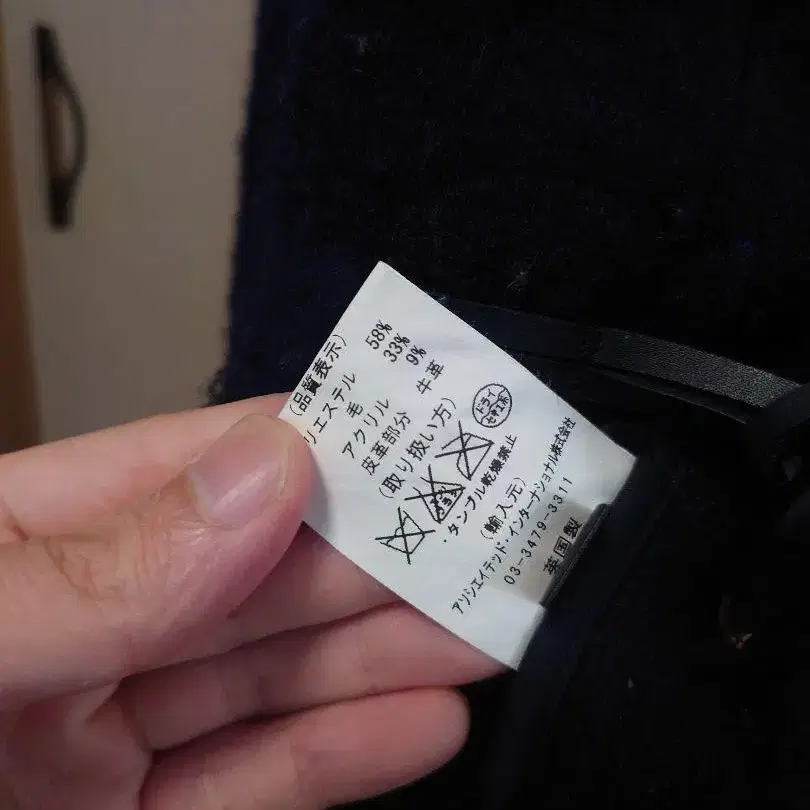 (品質表示)
リエステル 58%
毛 33%
アクリル 9%
皮革部分 牛革
(取り扱い方)
ドライ
セキユ系
・タンブル乾燥禁止
(輸入元)
アソシエイテッド・インターナショナル株式会社
03-3479-3311
英国製